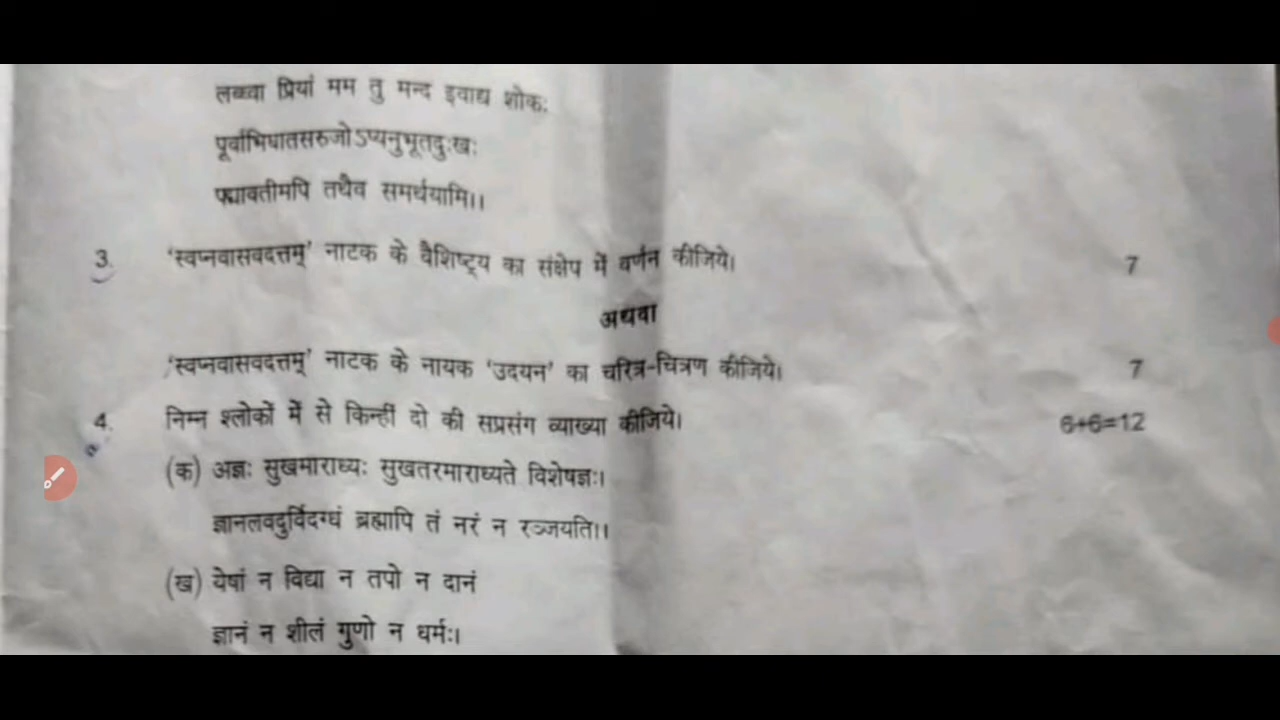 लब्ध्वा प्रियां मम तु मन्द इवाद्य शोकः
पूर्वाभिघातसरुजोऽप्यनुभूतदुःखः
पद्मावतीमपि तथैव समर्थयामि।।
3. 'स्वप्नवासवदत्तम्' नाटक के वैशिष्ट्य का संक्षेप में वर्णन कीजिये। 7
अथवा
'स्वप्नवासवदत्तम्' नाटक के नायक 'उदयन' का चरित्र-चित्रण कीजिये। 7
4. निम्न श्लोकों में से किन्हीं दो की सप्रसंग व्याख्या कीजिये। 6+6=12
(क) अज्ञः सुखमाराध्यः सुखतरमाराध्यते विशेषज्ञः।
ज्ञानलवदुर्विदग्धं ब्रह्मापि तं नरं न रञ्जयति।।
(ख) येषां न विद्या न तपो न दानं
ज्ञानं न शीलं गुणो न धर्मः।